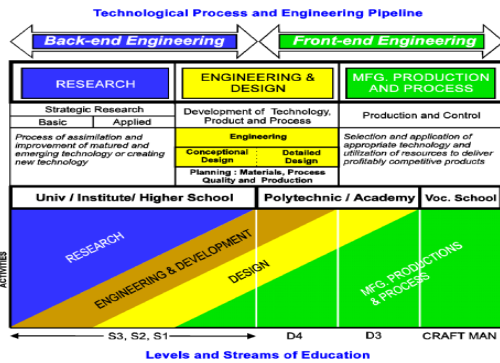 Technological Process and Engineering Pipeline
Back-end Engineering
Front-end Engineering
RESEARCH
ENGINEERING &
DESIGN
MFG. PRODUCTION
AND PROCESS
Strategic Research
Basic
Applied
Development of Technology,
Product and Process
Production and Control
Process of assimilation and
improvement of matured and
emerging technology or creating
new technology
Engineering
Conceptional
Design
Detailed
Design
Planning : Materials, Process
Quality and Production
Selection and application of
appropriate technology and
utilization of resources to deliver
profitably competitive products
Univ / Institute/ Higher School
Polytechnic / Academy
Voc. School
ACTIVITIES
RESEARCH
ENGINEERING & DEVELOPMENT
DESIGN
MFG. PRODUCTIONS
& PROCESS
S3, S2, S1
D4
D3
CRAFT MAN
Levels and Streams of Education